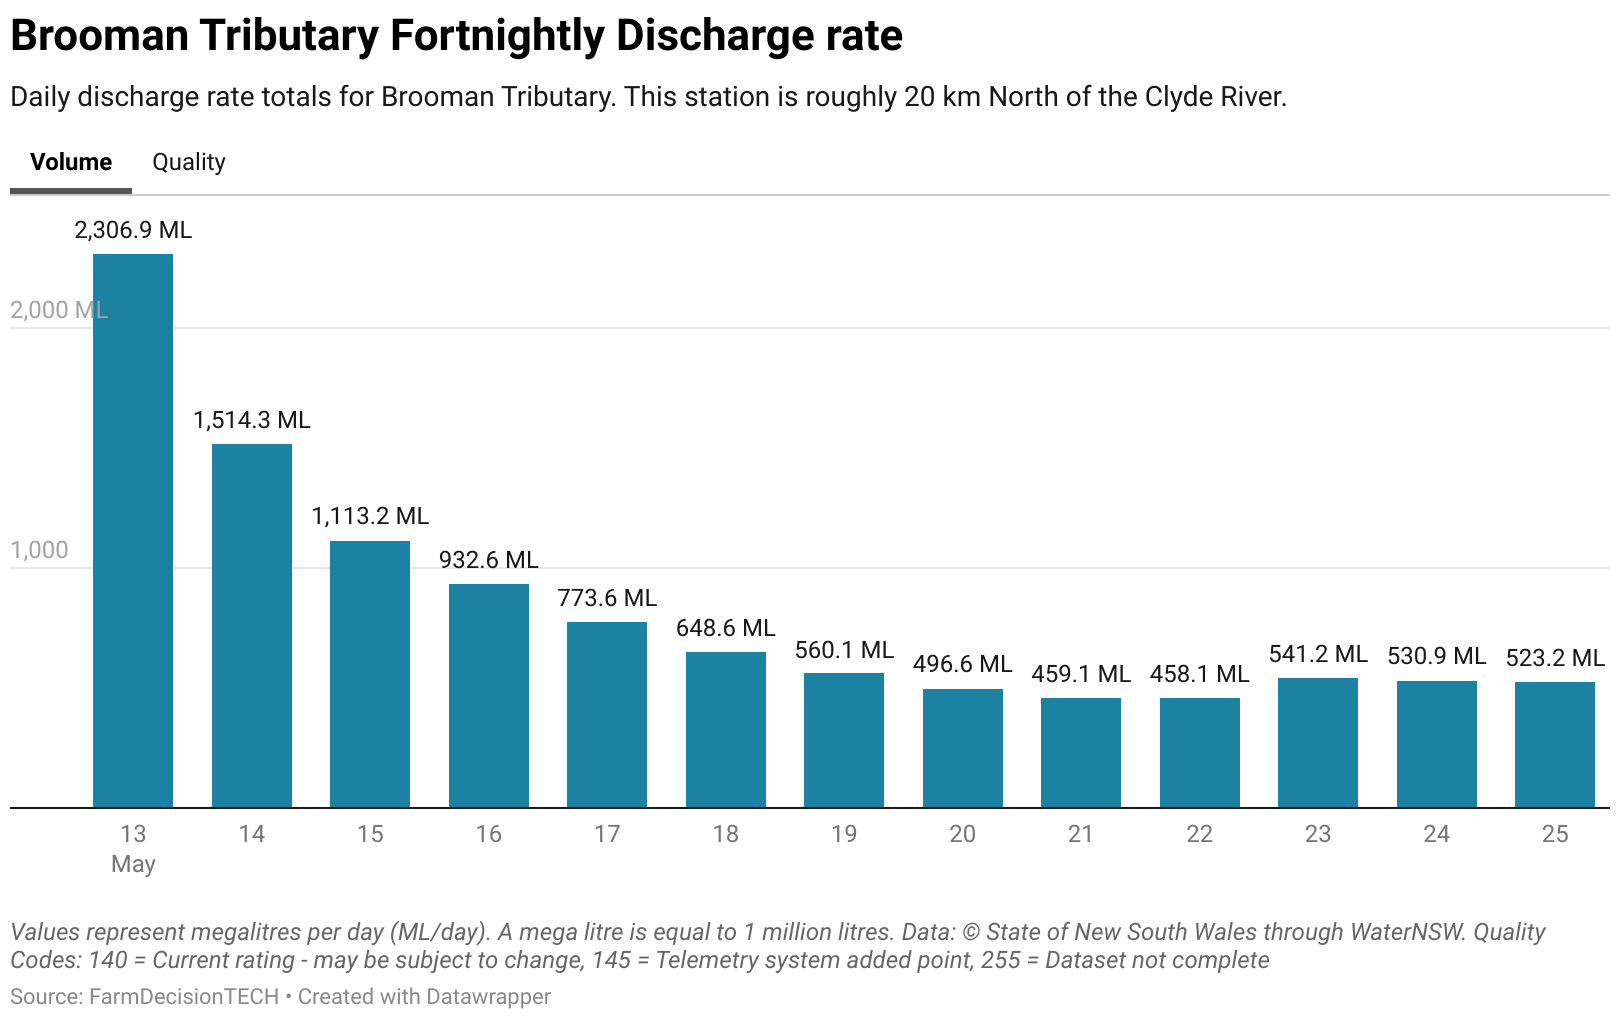 Brooman Tributary Fortnightly Discharge rate
Daily discharge rate totals for Brooman Tributary. This station is roughly 20 km North of the Clyde River.
Volume Quality
2,306.9 ML
2,000 ML
1,514.3 ML
1,113.2 ML
1,000
932.6 ML
773.6 ML
648.6 ML
560.1 ML
496.6 ML
459.1 ML
458.1 ML
541.2 ML
530.9 ML
523.2 ML
13 14 15 16 17 18 19 20 21 22 23 24 25
May
Values represent megalitres per day (ML/day). A mega litre is equal to 1 million litres. Data: © State of New South Wales through WaterNSW. Quality
Codes: 140 = Current rating - may be subject to change, 145 = Telemetry system added point, 255 = Dataset not complete
Source: FarmDecisionTECH • Created with Datawrapper